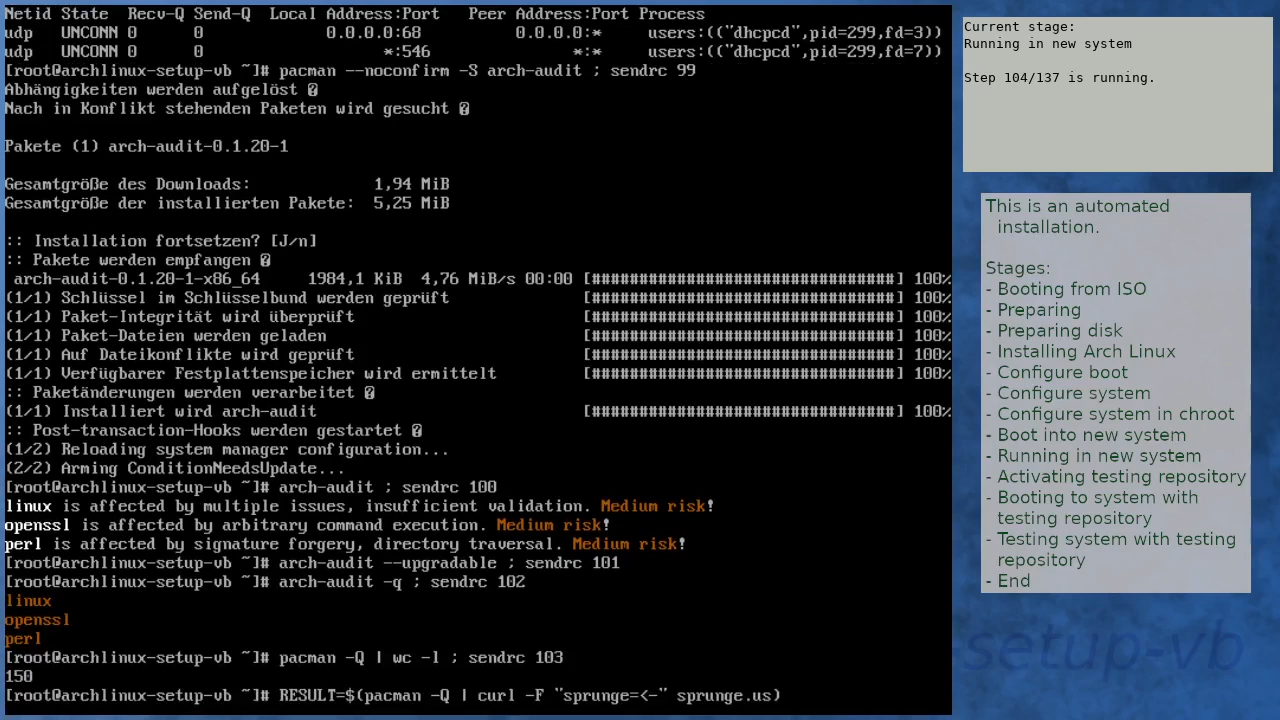 Netid State  Recv-Q Send-Q  Local Address:Port   Peer Address:Port Process
udp   UNCONN 0      0             0.0.0.0:68          0.0.0.0:*     users:(("dhcpcd",pid=299,fd=3))
udp   UNCONN 0      0                   *:546               *:*     users:(("dhcpcd",pid=299,fd=7))
[root@archlinux-setup-vb ~]# pacman --noconfirm -S arch-audit ; sendrc 99
Abhängigkeiten werden aufgelöst �
Nach in Konflikt stehenden Paketen wird gesucht �
Pakete (1) arch-audit-0.1.20-1
Gesamtgröße des Downloads:             1,94 MiB
Gesamtgröße der installierten Pakete:  5,25 MiB
:: Installation fortsetzen? [J/n]
:: Pakete werden empfangen �
 arch-audit-0.1.20-1-x86_64     1984,1 KiB  4,76 MiB/s 00:00 [################################] 100%
(1/1) Schlüssel im Schlüsselbund werden geprüft              [################################] 100%
(1/1) Paket-Integrität wird überprüft                        [################################] 100%
(1/1) Paket-Dateien werden geladen                           [################################] 100%
(1/1) Auf Dateikonflikte wird geprüft                        [################################] 100%
(1/1) Verfügbarer Festplattenspeicher wird ermittelt         [################################] 100%
:: Paketänderungen werden verarbeitet �
(1/1) Installiert wird arch-audit                            [################################] 100%
:: Post-transaction-Hooks werden gestartet �
(1/2) Reloading system manager configuration...
(2/2) Arming ConditionNeedsUpdate...
[root@archlinux-setup-vb ~]# arch-audit ; sendrc 100
linux is affected by multiple issues, insufficient validation. Medium risk!
openssl is affected by arbitrary command execution. Medium risk!
perl is affected by signature forgery, directory traversal. Medium risk!
[root@archlinux-setup-vb ~]# arch-audit --upgradable ; sendrc 101
[root@archlinux-setup-vb ~]# arch-audit -q ; sendrc 102
linux
openssl
perl
[root@archlinux-setup-vb ~]# pacman -Q | wc -l ; sendrc 103
150
[root@archlinux-setup-vb ~]# RESULT=$(pacman -Q | curl -F "sprunge=<-" sprunge.us)
Current stage:
Running in new system
Step 104/137 is running.
This is an automated
installation.
Stages:
- Booting from ISO
- Preparing
- Preparing disk
- Installing Arch Linux
- Configure boot
- Configure system
- Configure system in chroot
- Boot into new system
- Running in new system
- Activating testing repository
- Booting to system with
testing repository
- Testing system with testing
repository
- End
setup-vb